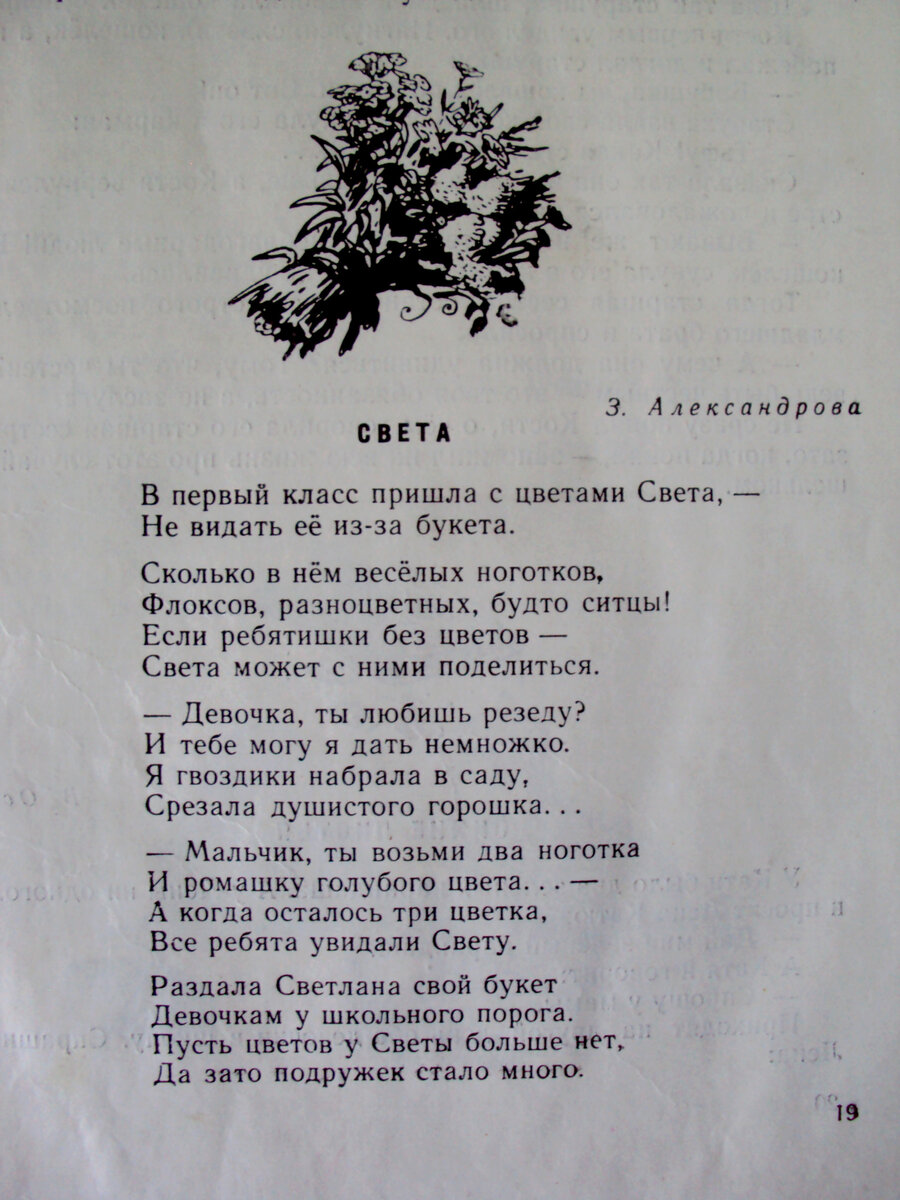 З. Александрова
СВЕТА
В первый класс пришла с цветами Света, —
Не видать её из-за букета.
Сколько в нём весёлых ноготков,
Флоксов, разноцветных, будто ситцы!
Если ребятишки без цветов —
Света может с ними поделиться.
— Девочка, ты любишь резеду?
И тебе могу я дать немножко.
Я гвоздики набрала в саду,
Срезала душистого горошка...
— Мальчик, ты возьми два ноготка
И ромашку голубого цвета... —
А когда осталось три цветка,
Все ребята увидали Свету.
Раздала Светлана свой букет
Девочкам у школьного порога.
Пусть цветов у Светы больше нет,
Да зато подружек стало много.
19